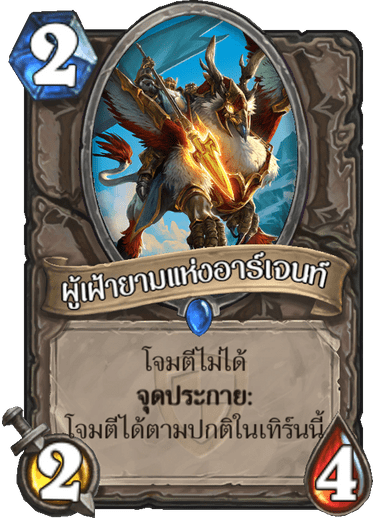 2
ผู้เฝ้ายามแห่งอาร์เจนท์
โจมตีไม่ได้
จุดประกาย:
โจมตีได้ตามปกติในเทิร์นนี้
2
4